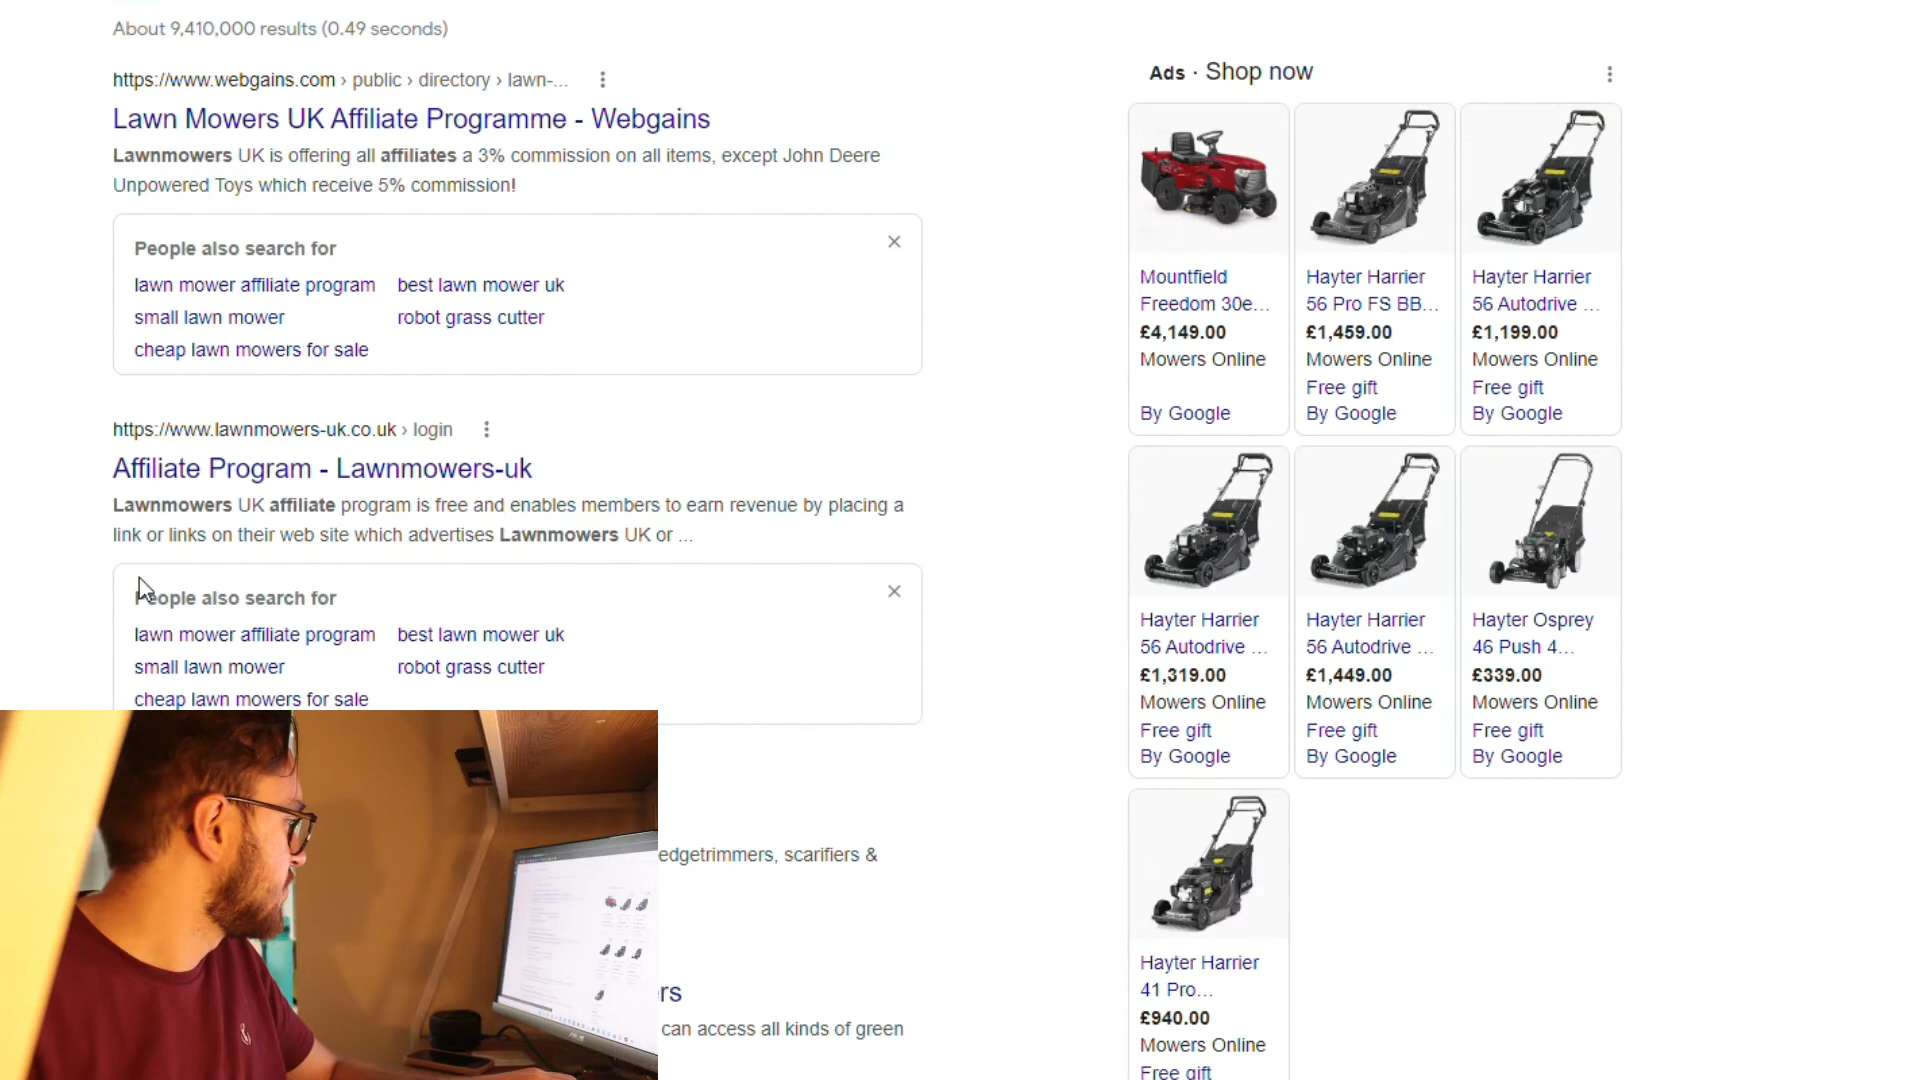 About 9,410,000 results (0.49 seconds)
https://www.webgains.com › public › directory › lawn-...
Lawn Mowers UK Affiliate Programme - Webgains
Lawnmowers UK is offering all affiliates a 3% commission on all items, except John Deere
Unpowered Toys which receive 5% commission!
People also search for
lawn mower affiliate program
best lawn mower uk
small lawn mower
robot grass cutter
cheap lawn mowers for sale
https://www.lawnmowers-uk.co.uk › login
Affiliate Program - Lawnmowers-uk
Lawnmowers UK affiliate program is free and enables members to earn revenue by placing a
link or links on their web site which advertises Lawnmowers UK or ...
People also search for
lawn mower affiliate program
best lawn mower uk
small lawn mower
robot grass cutter
cheap lawn mowers for sale
edgetrimmers, scarifiers &
rs
can access all kinds of green
Ads · Shop now
Mountfield
Freedom 30e...
£4,149.00
Mowers Online
By Google
Hayter Harrier
56 Pro FS BB...
£1,459.00
Mowers Online
Free gift
By Google
Hayter Harrier
56 Autodrive ...
£1,199.00
Mowers Online
Free gift
By Google
Hayter Harrier
56 Autodrive ...
£1,319.00
Mowers Online
Free gift
By Google
Hayter Harrier
56 Autodrive ...
£1,449.00
Mowers Online
Free gift
By Google
Hayter Osprey
46 Push 4...
£339.00
Mowers Online
Free gift
By Google
Hayter Harrier
41 Pro...
£940.00
Mowers Online
Free gift